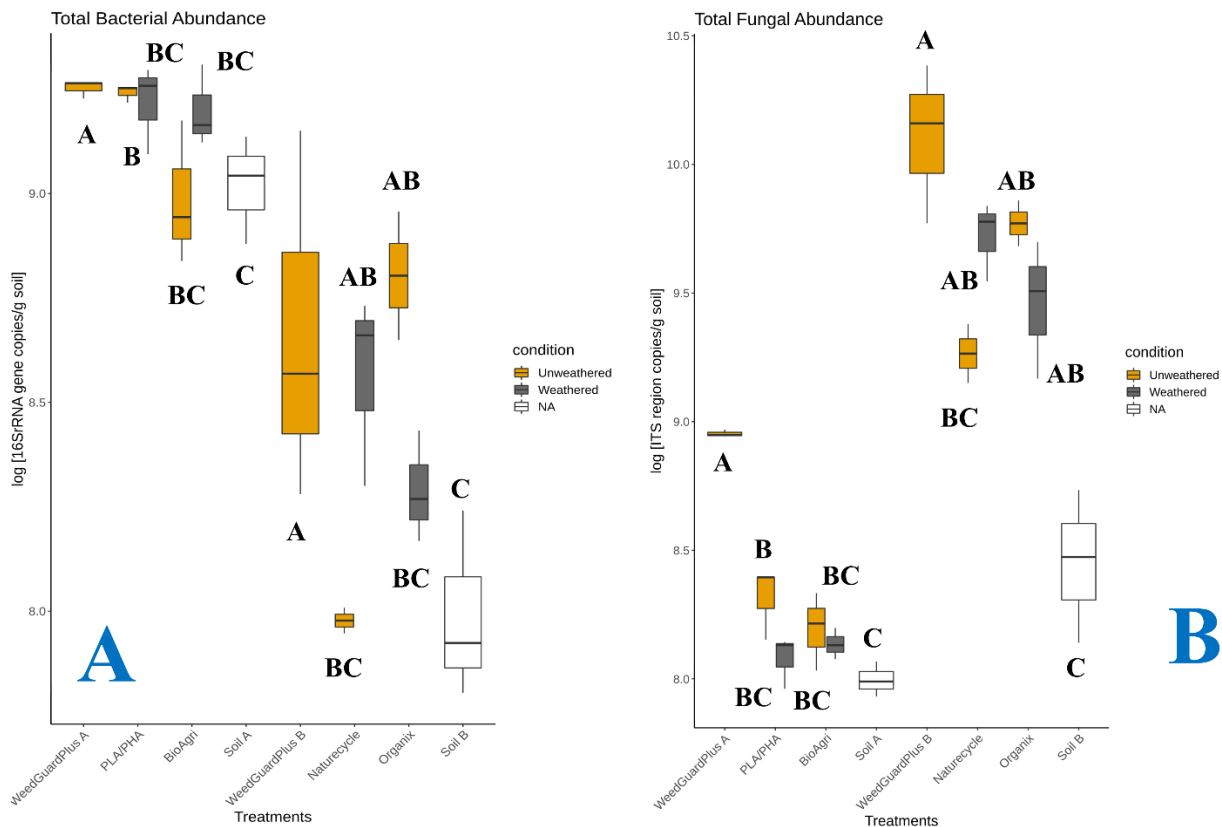 Total Bacterial Abundance
BC
BC
A
B
AB
BC
C
AB
C
A
BC
BC
9.0
8.5
8.0
log [16SrRNA gene copies/g soil]
condition
Unweathered
Weathered
NA
A
WeedGuardPlus A
PLA/PHA
BioAgri
Soil A
WeedGuardPlus B
Naturecycle
Organix
Soil B
Treatments
Total Fungal Abundance
A
AB
AB
AB
BC
A
B
BC
C
BC
BC
C
10.5
10.0
9.5
9.0
8.5
8.0
log [ITS region copies/g soil]
condition
Unweathered
Weathered
NA
B
WeedGuardPlus A
PLA/PHA
BioAgri
Soil A
WeedGuardPlus B
Naturecycle
Organix
Soil B
Treatments